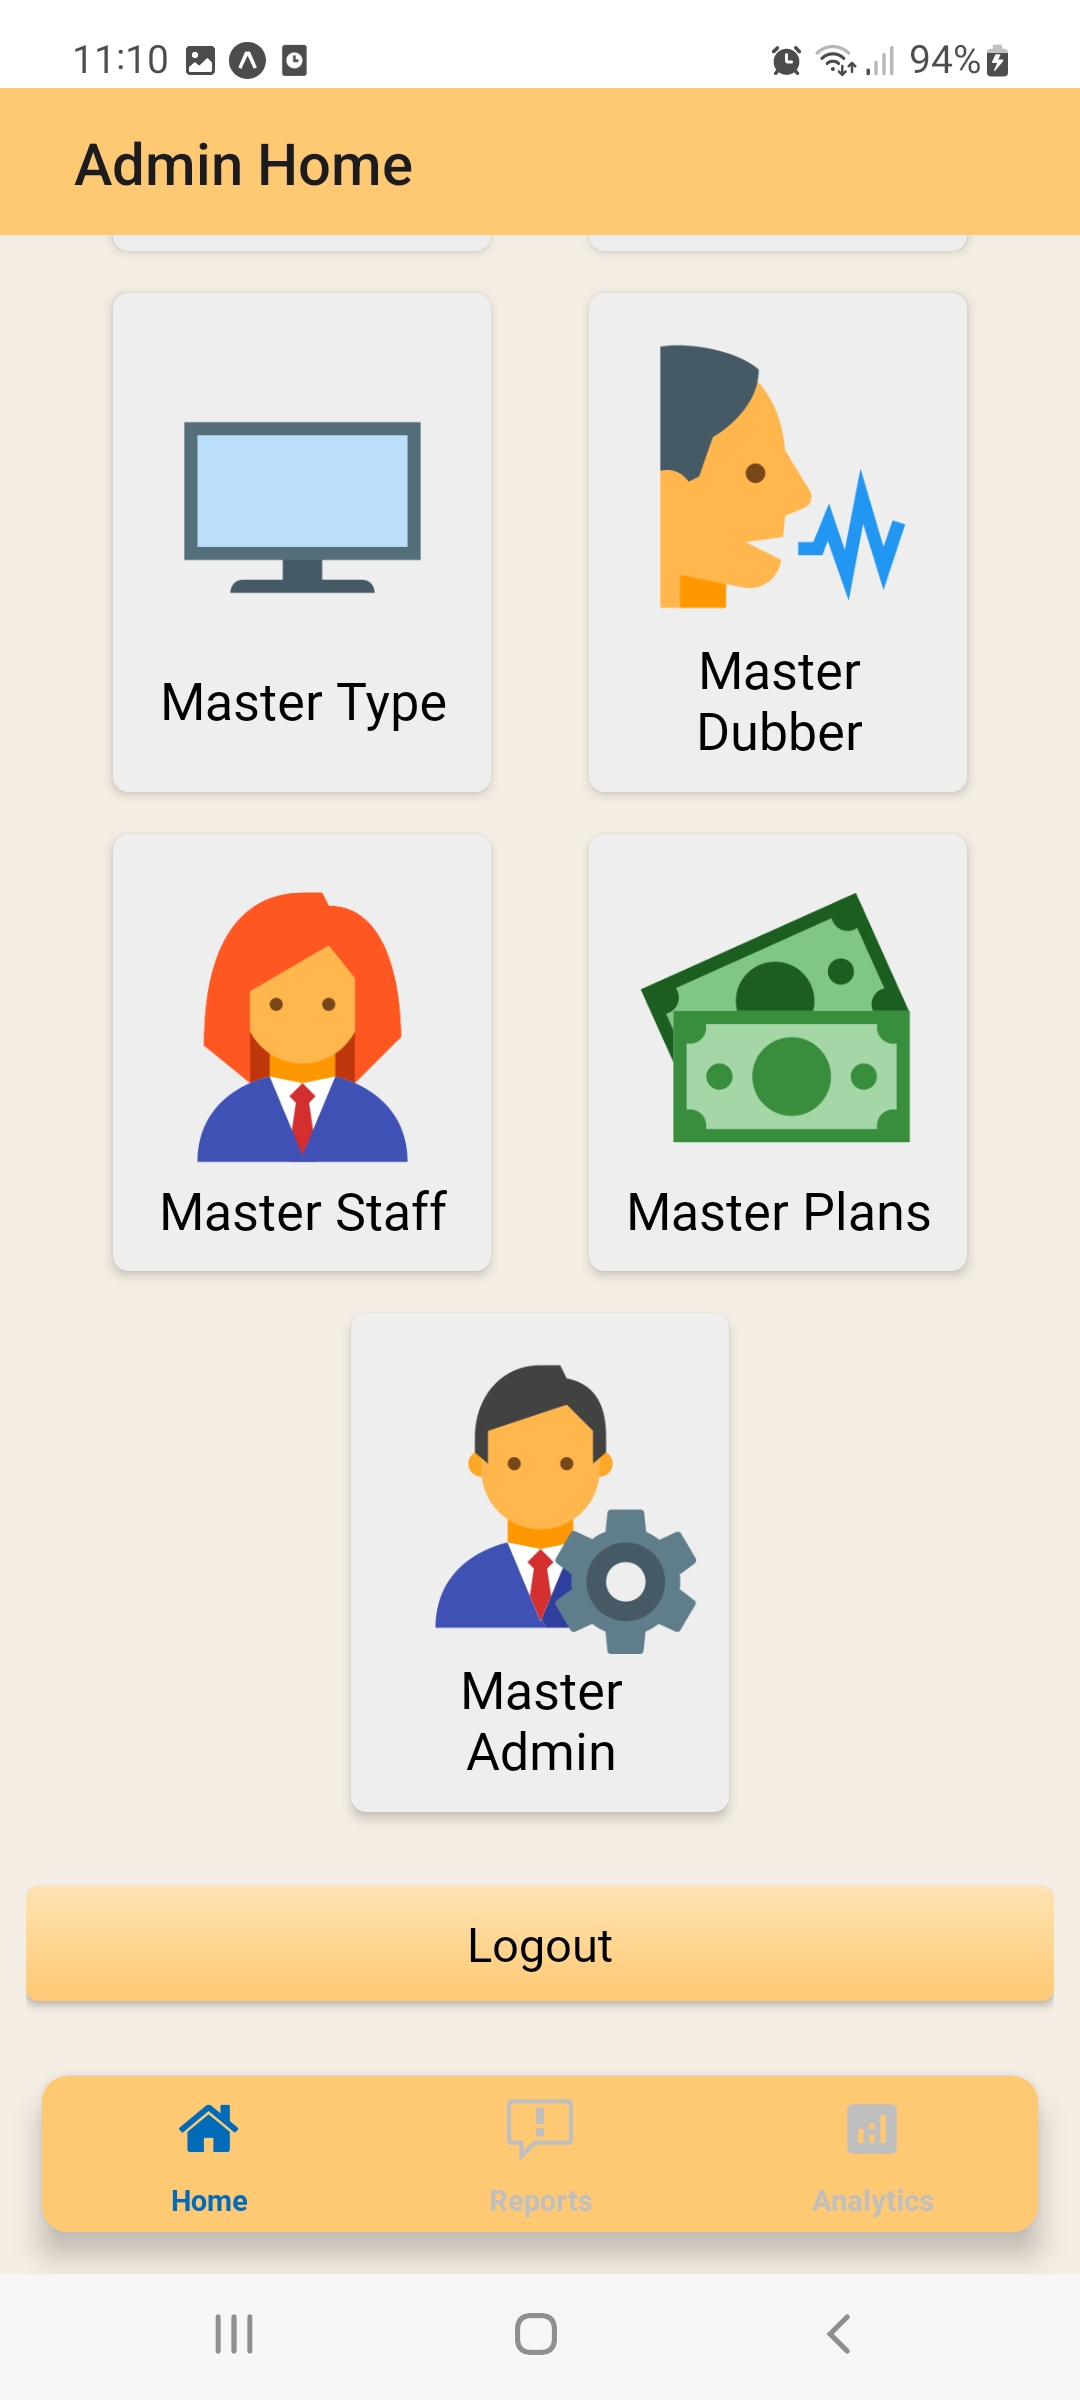 11:10
94%
Admin Home
Master Type
Master
Dubber
Master Staff
Master Plans
Master
Admin
Logout
Home
Reports
Analytics